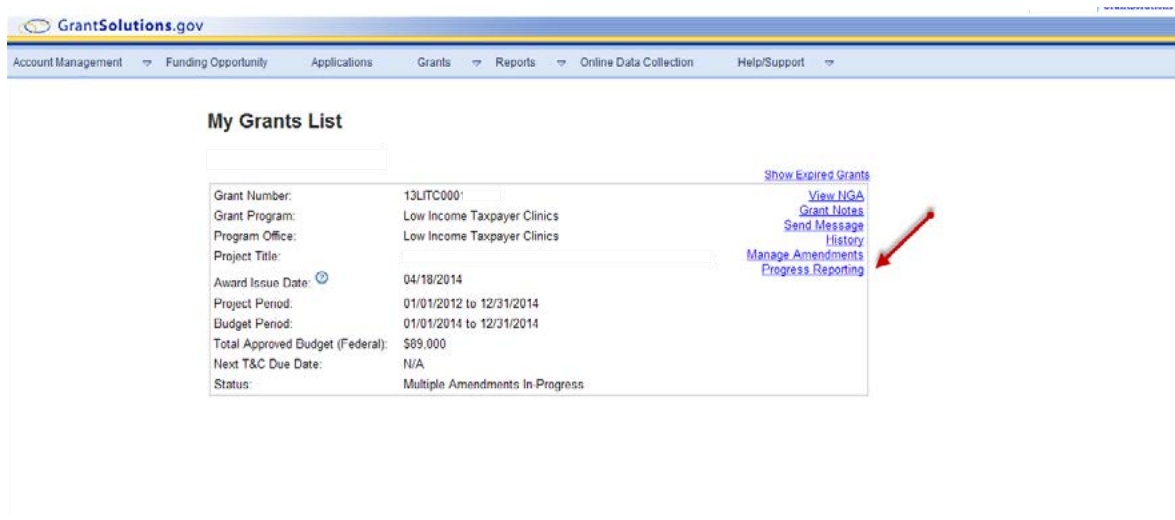 GrantSolutions.gov
Account Management Funding Opportunity Applications Grants Reports Online Data Collection Help/Support
My Grants List
Show Expired Grants
Grant Number: 13LITC0001 View NGA
Grant Program: Low Income Taxpayer Clinics Grant Notes
Program Office: Low Income Taxpayer Clinics Send Message
History
Project Title: Manage Amendments
Progress Reporting
Award Issue Date: ? 04/18/2014
Project Period: 01/01/2012 to 12/31/2014
Budget Period: 01/01/2014 to 12/31/2014
Total Approved Budget (Federal): $89,000
Next T&C Due Date: N/A
Status: Multiple Amendments In-Progress